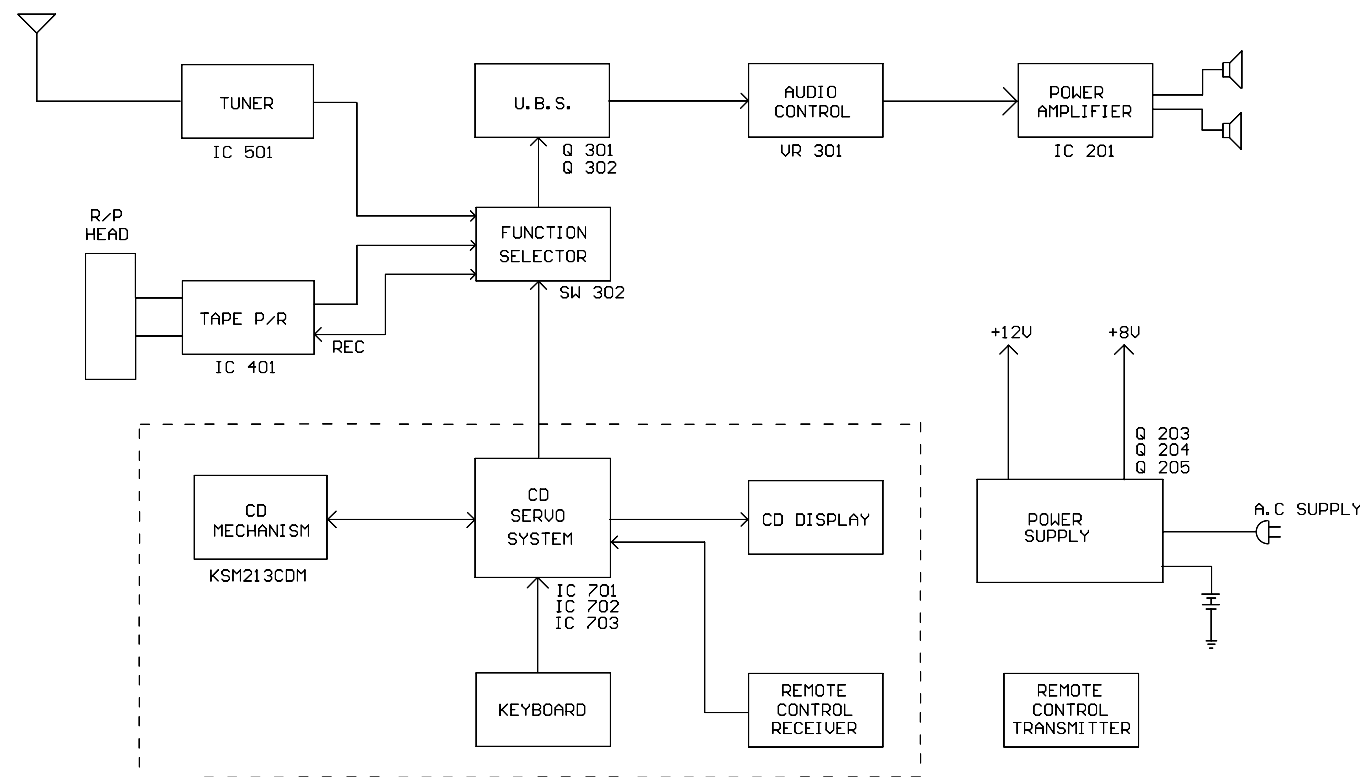 TUNER
IC 501
U.B.S.
Q 301
Q 302
AUDIO
CONTROL
VR 301
POWER
AMPLIFIER
IC 201
R/P
HEAD
FUNCTION
SELECTOR
SW 302
TAPE P/R
IC 401
REC
+12V
+8V
Q 203
Q 204
Q 205
CD
MECHANISM
KSM213CDM
CD
SERVO
SYSTEM
IC 701
IC 702
IC 703
CD DISPLAY
POWER
SUPPLY
A.C SUPPLY
KEYBOARD
REMOTE
CONTROL
RECEIVER
REMOTE
CONTROL
TRANSMITTER